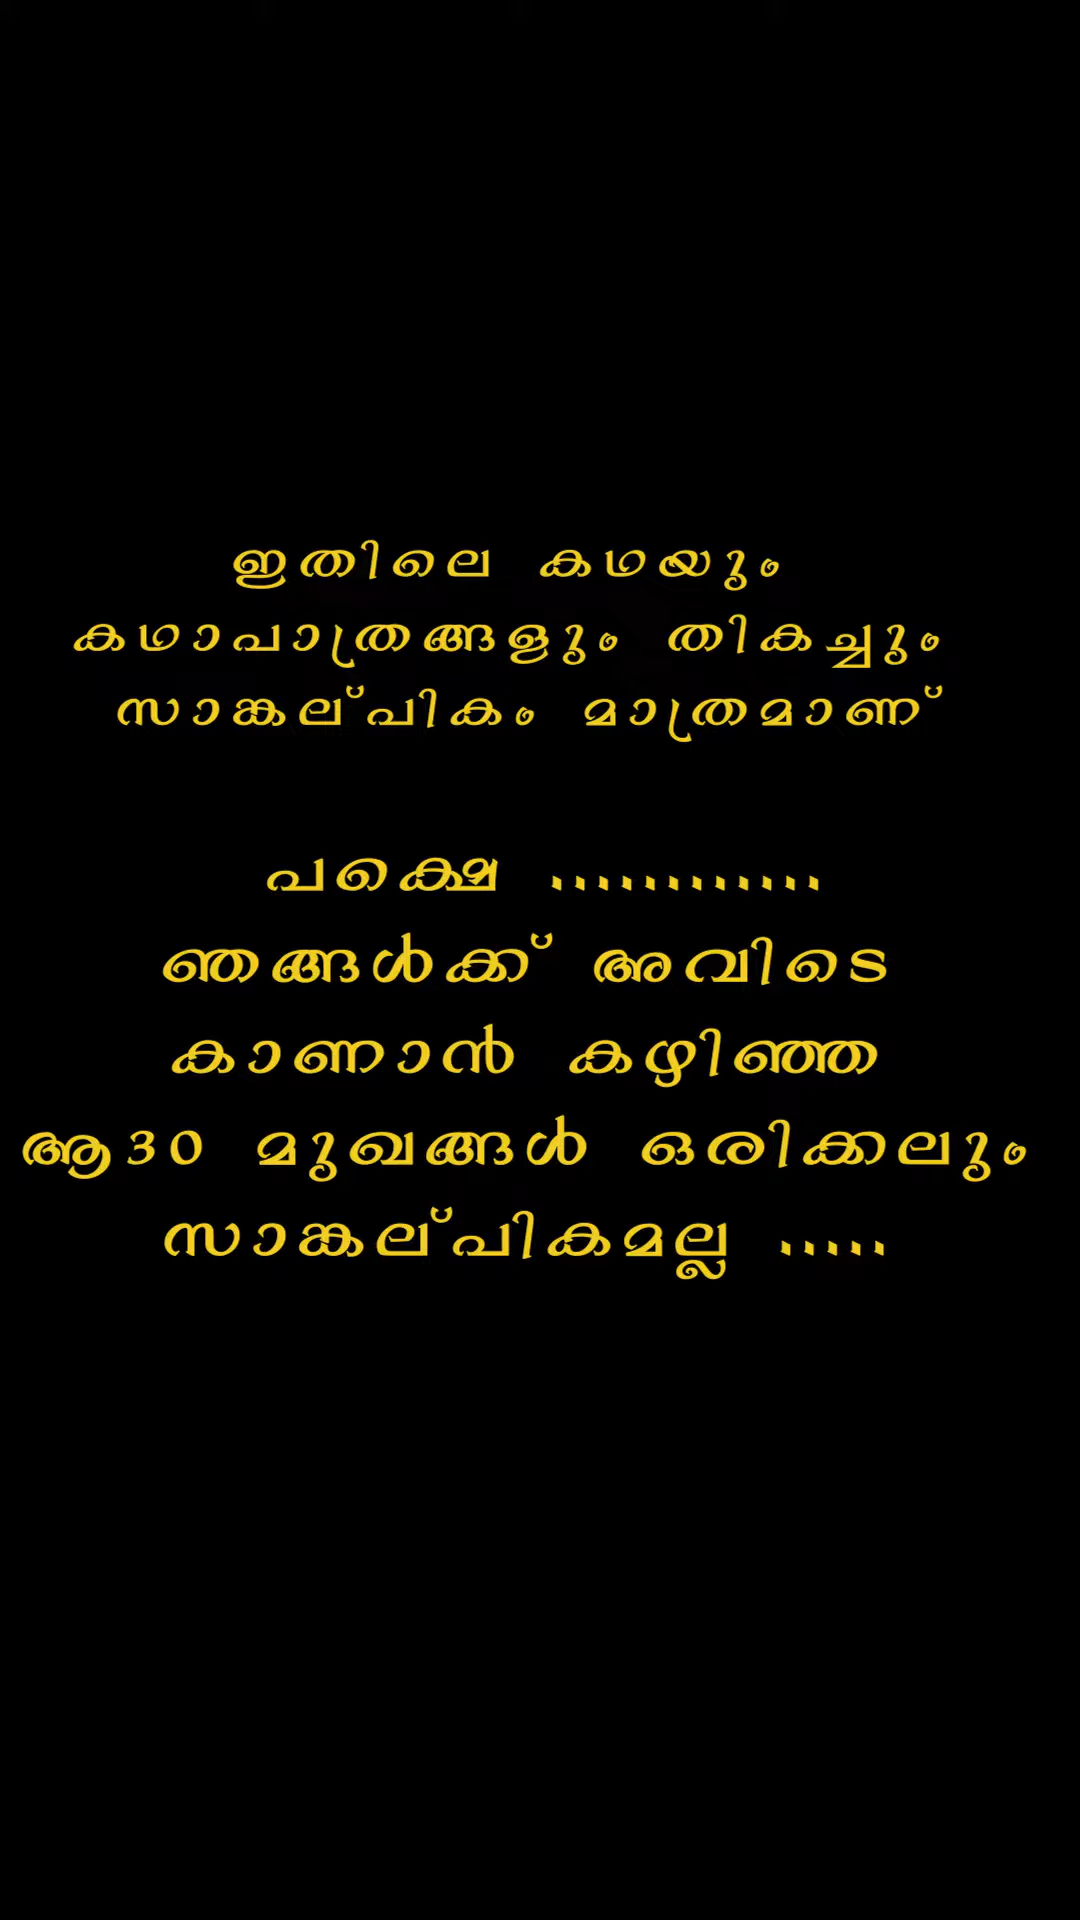 ഇതിലെ കഥയും
കഥാപാത്രങ്ങളും തികച്ചും
സാങ്കല്പികം മാത്രമാണ്
പക്ഷെ ............
ഞങ്ങൾക്ക് അവിടെ
കാണാൻ കഴിഞ്ഞ
ആ30 മുഖങ്ങൾ ഒരിക്കലും
സാങ്കല്പികമല്ല .....